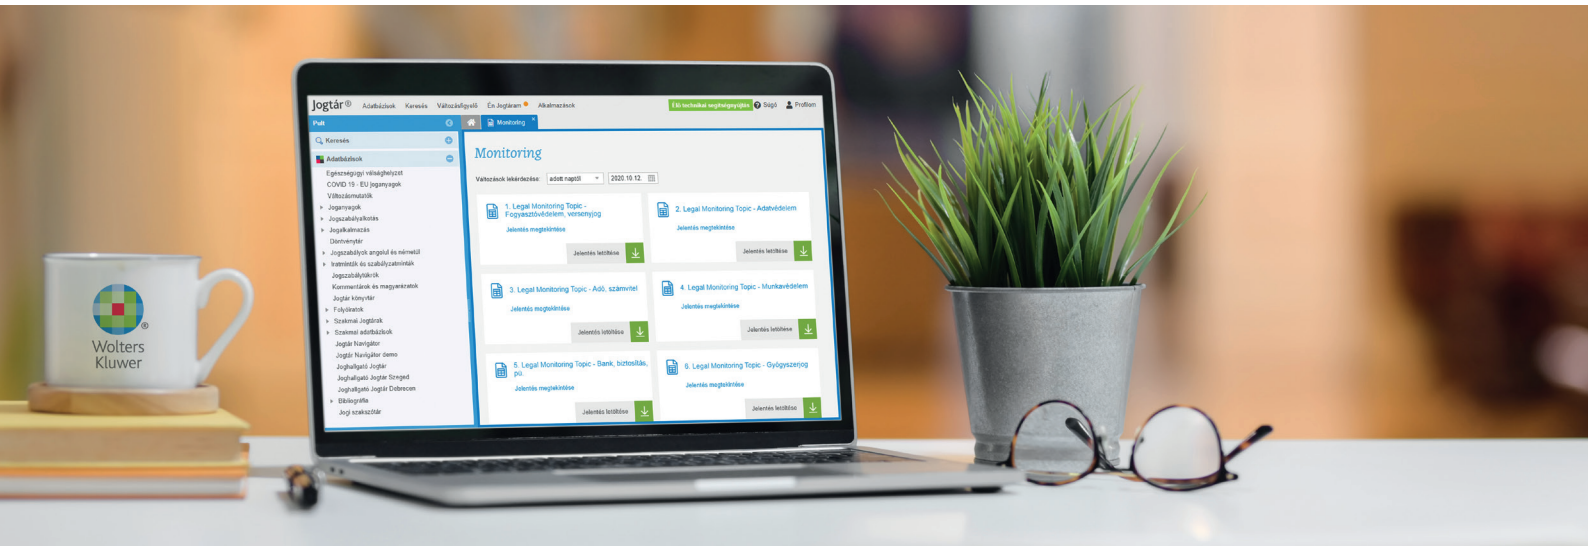 Wolters
Kluwer
®
Jogtár® Adatbázisok Keresés Változásfigyelő Én Jogtáram Alkalmazások Élő technikai segítségnyújtás Súgó Profilom
Pult
Monitoring
Keresés
Adatbázisok
Egészségügyi válsághelyzet
COVID 19 - EU joganyagok
Változásmutatók
Joganyagok
Jogszabályalkotás
Jogalkalmazás
Döntvénytár
Jogszabályok angolul és németül
Iratminták és szabályzatminták
Jogszabálytükrök
Kommentárok és magyarázatok
Jogtár könyvtár
Folyóiratok
Szakmai Jogtárak
Szakmai adatbázisok
Jogtár Navigátor
Jogtár Navigátor demo
Joghallgató Jogtár
Joghallgató Jogtár Szeged
Joghallgató Jogtár Debrecen
Bibliográfia
Jogi szakszótár
Monitoring
Változások lekérdezése: adott naptól 2020.10.12.
1. Legal Monitoring Topic -
Fogyasztóvédelem, versenyjog
Jelentés megtekintése
Jelentés letöltése
2. Legal Monitoring Topic - Adatvédelem
Jelentés megtekintése
Jelentés letöltése
3. Legal Monitoring Topic - Adó, számvitel
Jelentés megtekintése
Jelentés letöltése
4. Legal Monitoring Topic - Munkavédelem
Jelentés megtekintése
Jelentés letöltése
5. Legal Monitoring Topic - Bank, biztosítás,
pü.
Jelentés megtekintése
Jelentés letöltése
6. Legal Monitoring Topic - Gyógyszerjog
Jelentés megtekintése
Jelentés letöltése